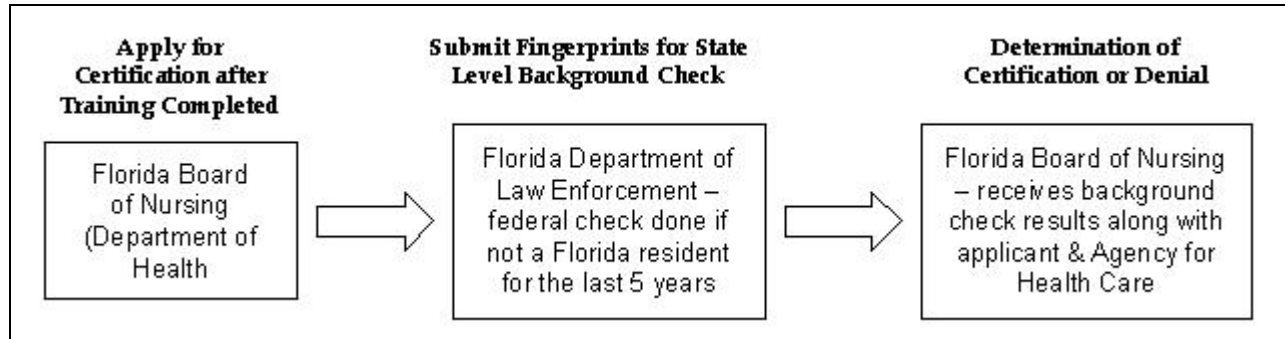 Apply for
Certification after
Training Completed
Florida Board
of Nursing
(Department of
Health
Submit Fingerprints for State
Level Background Check
Florida Department of
Law Enforcement –
federal check done if
not a Florida resident
for the last 5 years
Determination of
Certification or Denial
Florida Board of Nursing
– receives background
check results along with
applicant & Agency for
Health Care